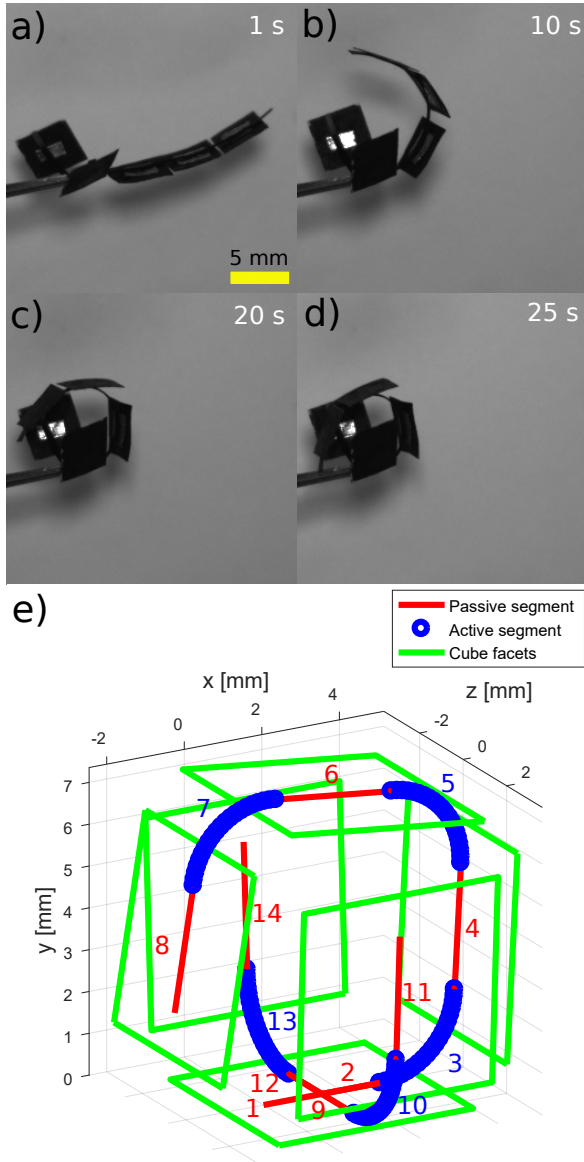 a)
1 s
b)
10 s
5 mm
c)
20 s
d)
25 s
e)
Passive segment
Active segment
Cube facets
x [mm]
z [mm]
y [mm]
-2
0
2
4
-2
0
2
7
6
5
4
3
2
1
0
6
7
5
8
14
4
11
13
3
12
2
1
9
10